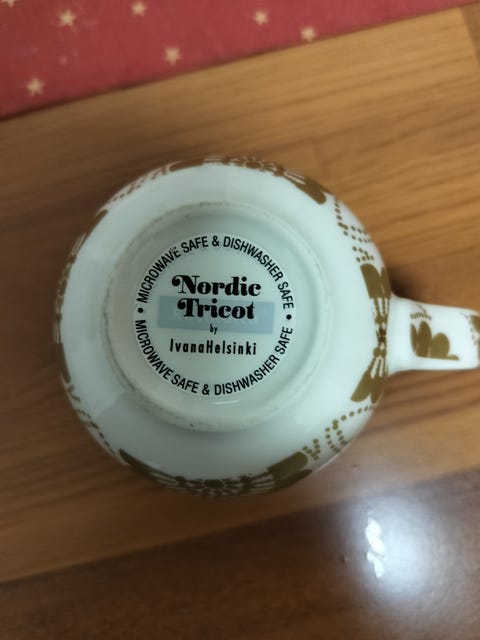 • MICROWAVE SAFE & DISHWASHER SAFE •
Nordic
Tricot
by
IvanaHelsinki
MICROWAVE SAFE & DISHWASHER SAFE